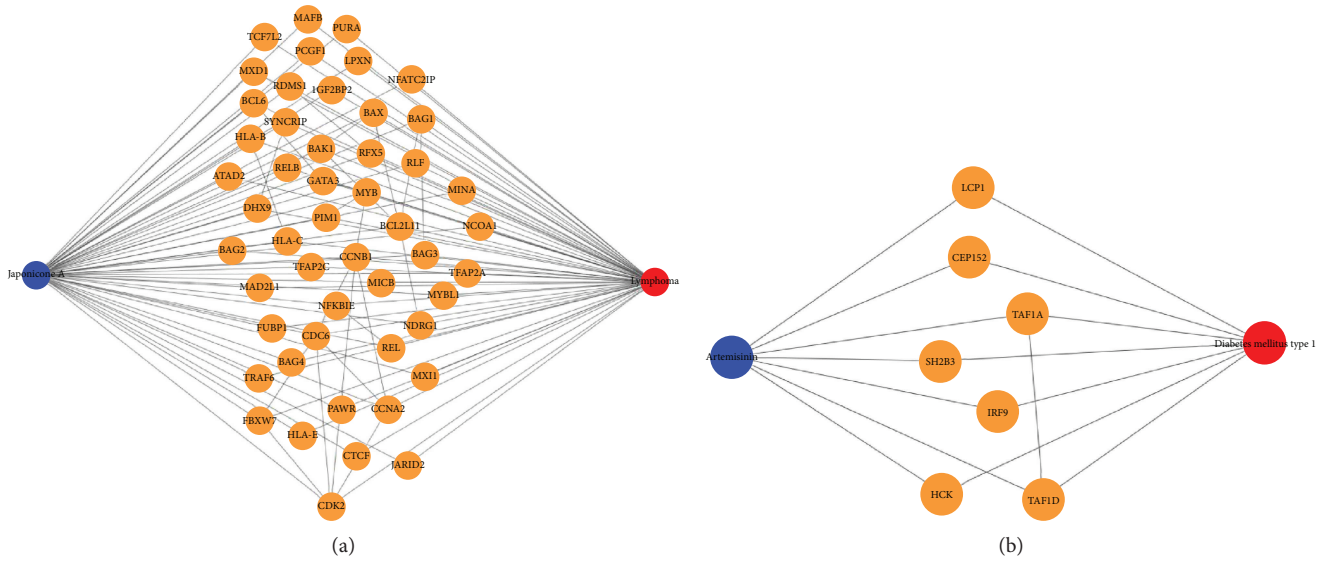 MAFB
TCF7L2
PURA
PCGF1
LPXN
MXD1
NFATC2IP
RDMS1
1GF2BP2
BCL6
BAX
BAG1
SYNCRIP
HLA-B
BAK1
RFX5
RLF
RELB
ATAD2
GATA3
MYB
MINA
DHX9
PIM1
BCL2L11
NCOA1
HLA-C
BAG2
CCNB1
BAG3
TFAP2C
TFAP2A
Japonicone A
Lymphoma
MAD2L1
MICB
MYBL1
NFKBIE
FUBP1
CDC6
NDRG1
REL
BAG4
TRAF6
MXI1
FBXW7
PAWR
CCNA2
HLA-E
CTCF
JARID2
CDK2
(a)
LCP1
CEP152
TAF1A
Artemisinin
SH2B3
Diabetes mellitus type 1
IRF9
HCK
TAF1D
(b)